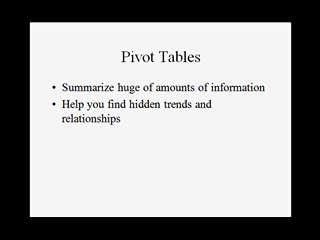 Pivot Tables
• Summarize huge of amounts of information
• Help you find hidden trends and
relationships